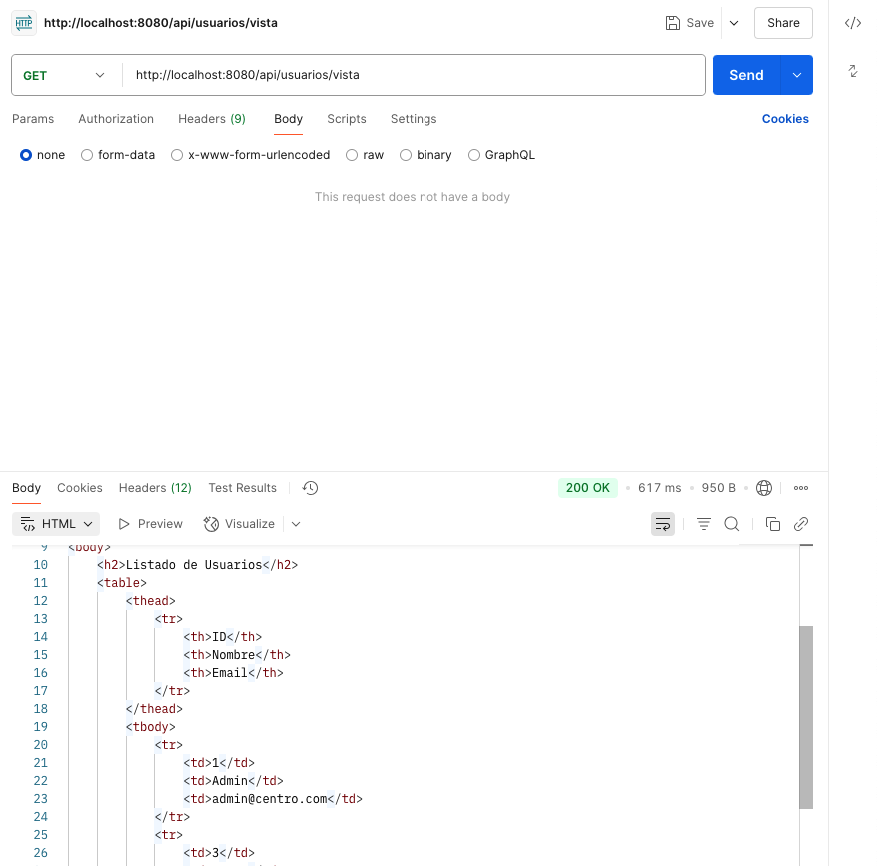 HTTP http://localhost:8080/api/usuarios/vista Save Share
GET http://localhost:8080/api/usuarios/vista Send
Params Authorization Headers (9) Body Scripts Settings Cookies
none form-data x-www-form-urlencoded raw binary GraphQL
This request does not have a body
Body Cookies Headers (12) Test Results 200 OK • 617 ms • 950 B •
HTML Preview Visualize
9 <body>
10 <h2>Listado de Usuarios</h2>
11 <table>
12 <thead>
13 <tr>
14 <th>ID</th>
15 <th>Nombre</th>
16 <th>Email</th>
17 </tr>
18 </thead>
19 <tbody>
20 <tr>
21 <td>1</td>
22 <td>Admin</td>
23 <td>admin@centro.com</td>
24 </tr>
25 <tr>
26 <td>3</td>